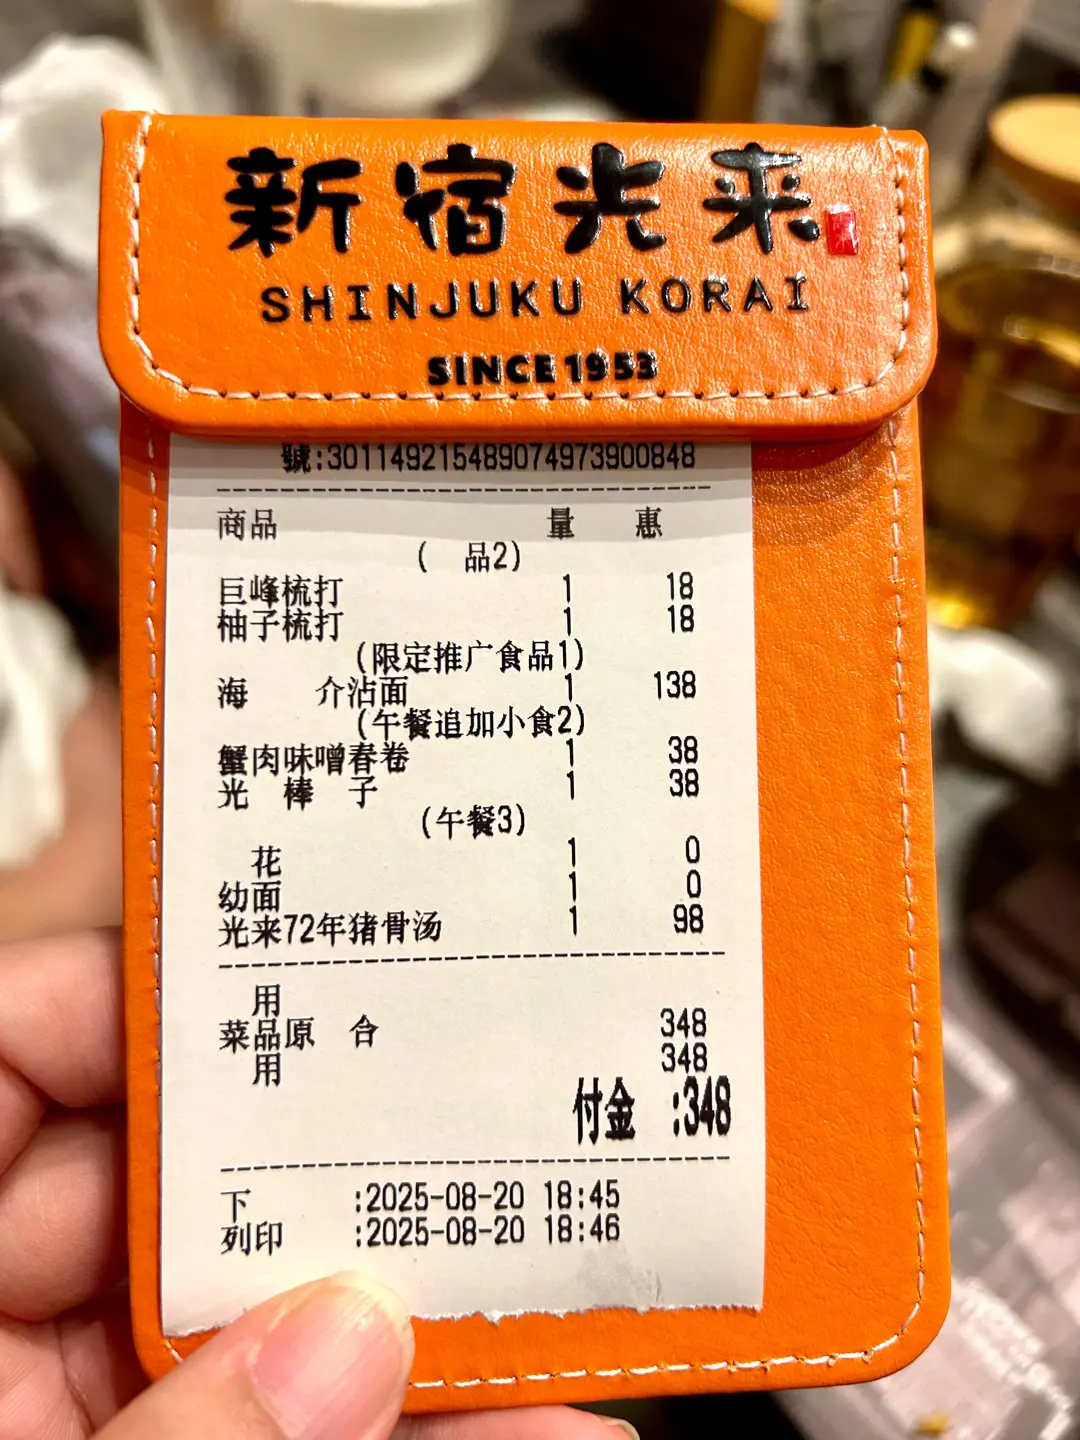 新宿光来
SHINJUKU KORAI
SINCE 1953
號:301149215489074973900848
商品 量 惠
( 品2)
巨峰梳打 1 18
柚子梳打 1 18
(限定推广食品1)
海 介沾面 1 138
(午餐追加小食2)
蟹肉味噌春卷 1 38
光 棒 子 1 38
(午餐3)
花 1 0
幼面 1 0
光来72年猪骨汤 1 98
用
菜品原 合 348
用 348
付金 :348
下 :2025-08-20 18:45
列印 :2025-08-20 18:46